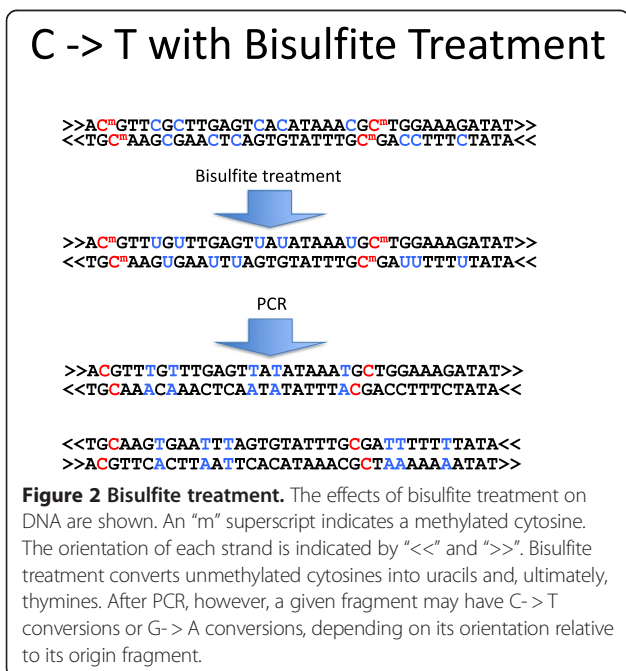 C -> T with Bisulfite Treatment
>>ACᵐGTTCGCTTGAGTCACATAAACGCᵐTGGAAAGATAT>>
<<TGCᵐAAGCGAACTCAGTGTATTTGCᵐGACCTTTCTATA<<
Bisulfite treatment
>>ACᵐGTTUGUTTGAGTUAUATAAAUGCᵐTGGAAAGATAT>>
<<TGCᵐAAGUGAAUTUAGTGTATTTGCᵐGAUUTTTUTATA<<
PCR
>>ACGTTTGTTTGAGTTATATAAATGCTGGAAAGATAT>>
<<TGCAAACAAACTCAATATATTTACGACCTTTCTATA<<
<<TGCAAGTGAATTTAGTGTATTTGCGATTTTTTTATA<<
>>ACGTTCACTTAATTCACATAAACGCTAAAAAAATAT>>
Figure 2 Bisulfite treatment. The effects of bisulfite treatment on
DNA are shown. An “m” superscript indicates a methylated cytosine.
The orientation of each strand is indicated by “<<” and “>>”. Bisulfite
treatment converts unmethylated cytosines into uracils and, ultimately,
thymines. After PCR, however, a given fragment may have C- > T
conversions or G- > A conversions, depending on its orientation relative
to its origin fragment.